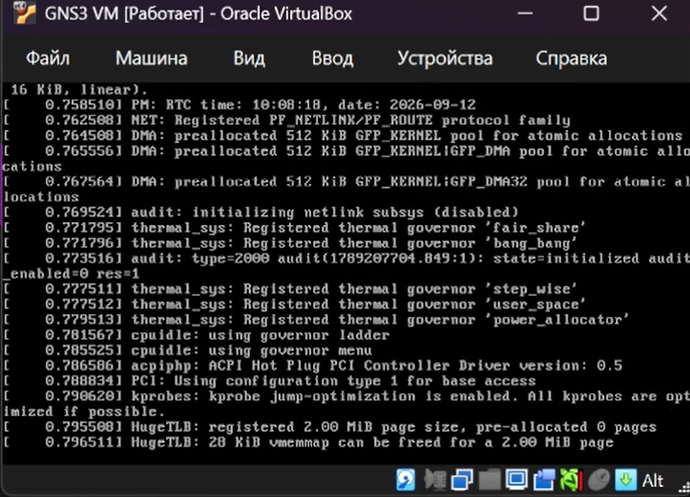 GNS3 VM [Работает] - Oracle VirtualBox
Файл Машина Вид Ввод Устройства Справка
16 KiB, linear).
[    0.758510] PM: RTC time: 10:08:18, date: 2026-09-12
[    0.762508] NET: Registered PF_NETLINK/PF_ROUTE protocol family
[    0.764508] DMA: preallocated 512 KiB GFP_KERNEL pool for atomic allocations
[    0.765556] DMA: preallocated 512 KiB GFP_KERNEL|GFP_DMA pool for atomic allo
cations
[    0.767564] DMA: preallocated 512 KiB GFP_KERNEL|GFP_DMA32 pool for atomic al
locations
[    0.769524] audit: initializing netlink subsys (disabled)
[    0.771795] thermal_sys: Registered thermal governor 'fair_share'
[    0.771796] thermal_sys: Registered thermal governor 'bang_bang'
[    0.773516] audit: type=2000 audit(1789207704.849:1): state=initialized audit
_enabled=0 res=1
[    0.777511] thermal_sys: Registered thermal governor 'step_wise'
[    0.777512] thermal_sys: Registered thermal governor 'user_space'
[    0.779513] thermal_sys: Registered thermal governor 'power_allocator'
[    0.781567] cpuidle: using governor ladder
[    0.785525] cpuidle: using governor menu
[    0.786586] acpiphp: ACPI Hot Plug PCI Controller Driver version: 0.5
[    0.788834] PCI: Using configuration type 1 for base access
[    0.790620] kprobes: kprobe jump-optimization is enabled. All kprobes are opt
imized if possible.
[    0.795508] HugeTLB: registered 2.00 MiB page size, pre-allocated 0 pages
[    0.796511] HugeTLB: 28 KiB vmemmap can be freed for a 2.00 MiB page
Alt